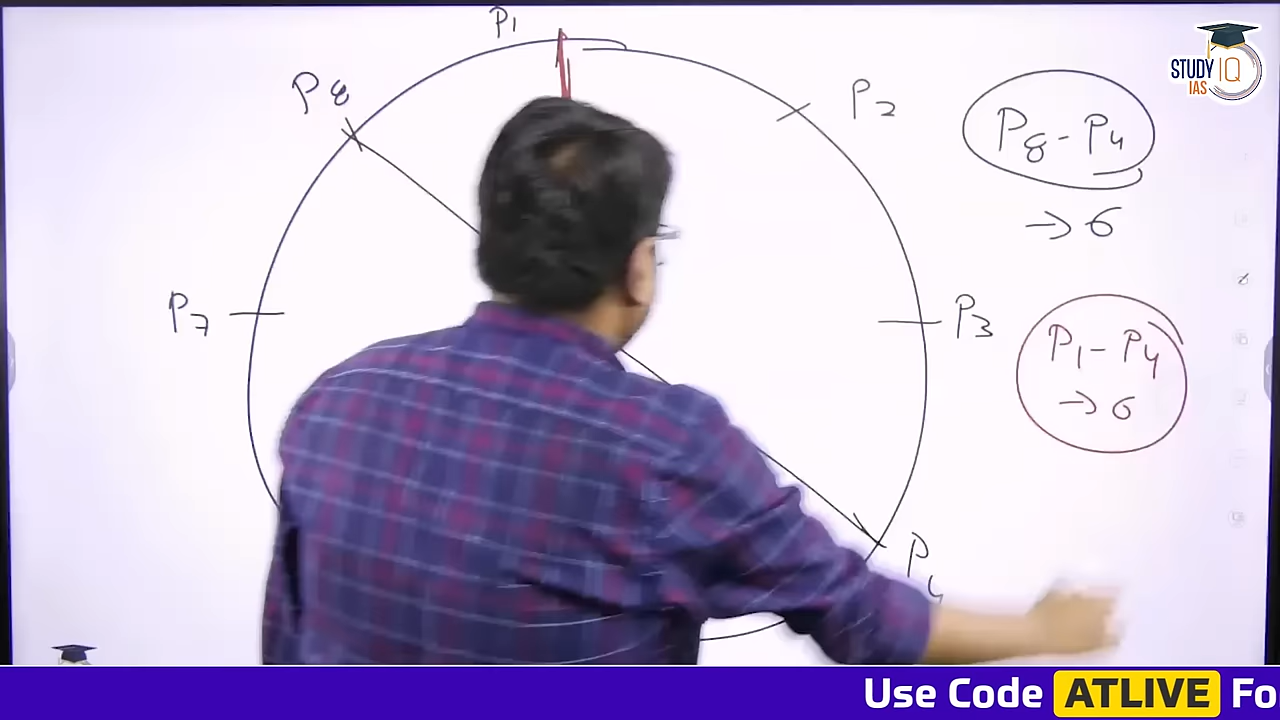 P1
P8
P2
P8 - P4
→ 6
P7
P3
P1 - P4
→ 6
P4
STUDY IQ
IAS
Use Code ATLIVE Fo